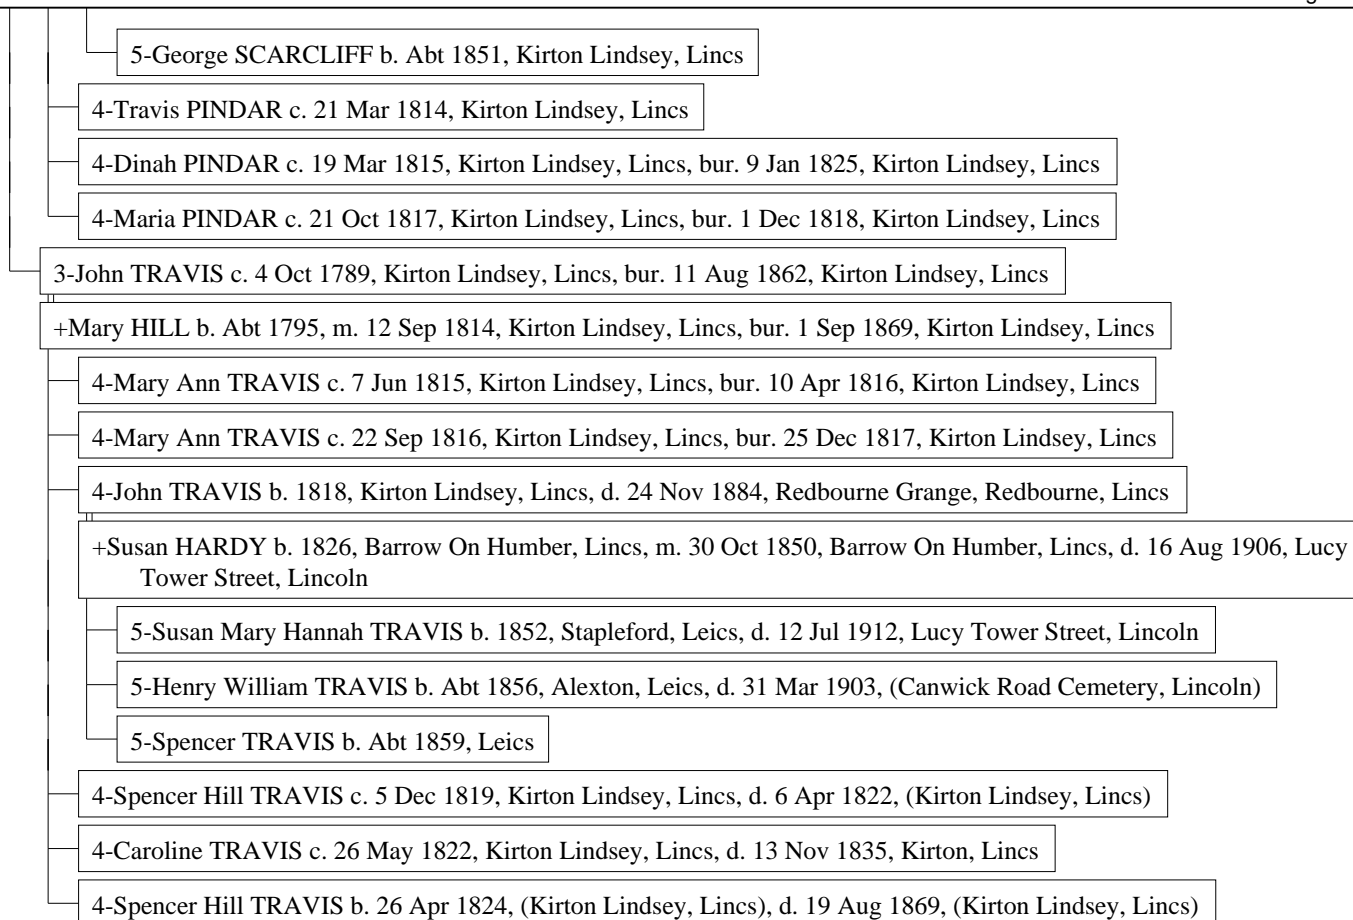 5-George SCARCLIFF b. Abt 1851, Kirton Lindsey, Lincs
4-Travis PINDAR c. 21 Mar 1814, Kirton Lindsey, Lincs
4-Dinah PINDAR c. 19 Mar 1815, Kirton Lindsey, Lincs, bur. 9 Jan 1825, Kirton Lindsey, Lincs
4-Maria PINDAR c. 21 Oct 1817, Kirton Lindsey, Lincs, bur. 1 Dec 1818, Kirton Lindsey, Lincs
3-John TRAVIS c. 4 Oct 1789, Kirton Lindsey, Lincs, bur. 11 Aug 1862, Kirton Lindsey, Lincs
+Mary HILL b. Abt 1795, m. 12 Sep 1814, Kirton Lindsey, Lincs, bur. 1 Sep 1869, Kirton Lindsey, Lincs
4-Mary Ann TRAVIS c. 7 Jun 1815, Kirton Lindsey, Lincs, bur. 10 Apr 1816, Kirton Lindsey, Lincs
4-Mary Ann TRAVIS c. 22 Sep 1816, Kirton Lindsey, Lincs, bur. 25 Dec 1817, Kirton Lindsey, Lincs
4-John TRAVIS b. 1818, Kirton Lindsey, Lincs, d. 24 Nov 1884, Redbourne Grange, Redbourne, Lincs
+Susan HARDY b. 1826, Barrow On Humber, Lincs, m. 30 Oct 1850, Barrow On Humber, Lincs, d. 16 Aug 1906, Lucy
Tower Street, Lincoln
5-Susan Mary Hannah TRAVIS b. 1852, Stapleford, Leics, d. 12 Jul 1912, Lucy Tower Street, Lincoln
5-Henry William TRAVIS b. Abt 1856, Alexton, Leics, d. 31 Mar 1903, (Canwick Road Cemetery, Lincoln)
5-Spencer TRAVIS b. Abt 1859, Leics
4-Spencer Hill TRAVIS c. 5 Dec 1819, Kirton Lindsey, Lincs, d. 6 Apr 1822, (Kirton Lindsey, Lincs)
4-Caroline TRAVIS c. 26 May 1822, Kirton Lindsey, Lincs, d. 13 Nov 1835, Kirton, Lincs
4-Spencer Hill TRAVIS b. 26 Apr 1824, (Kirton Lindsey, Lincs), d. 19 Aug 1869, (Kirton Lindsey, Lincs)